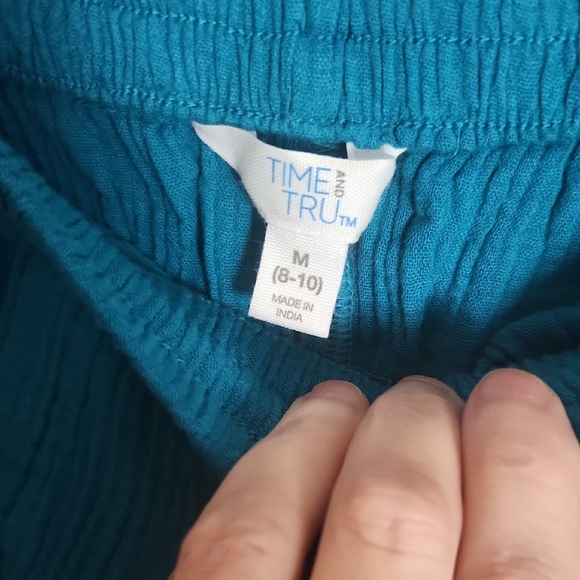 TIME AND
TRU™
M
(8-10)
MADE IN
INDIA